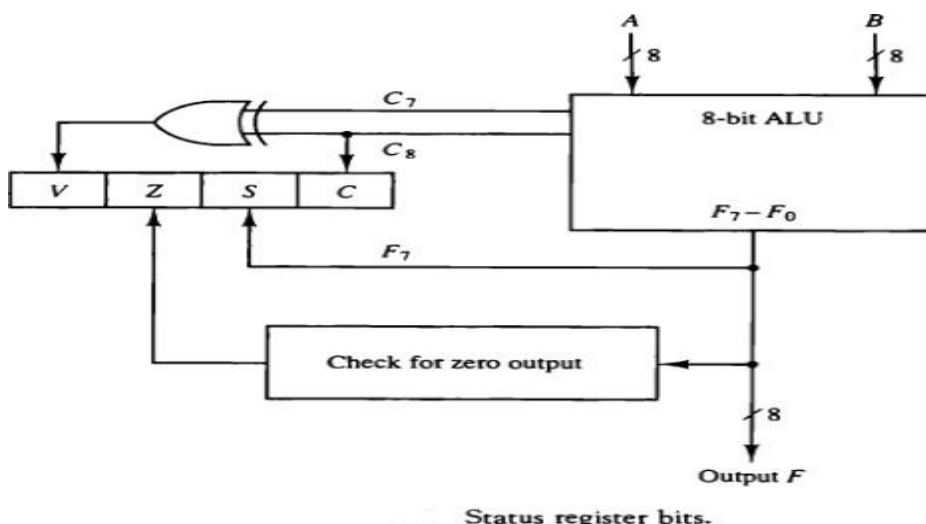 A B
8 8
C7
8-bit ALU
C8
V Z S C
F7 – F0
F7
Check for zero output
8
Output F
Status register bits.